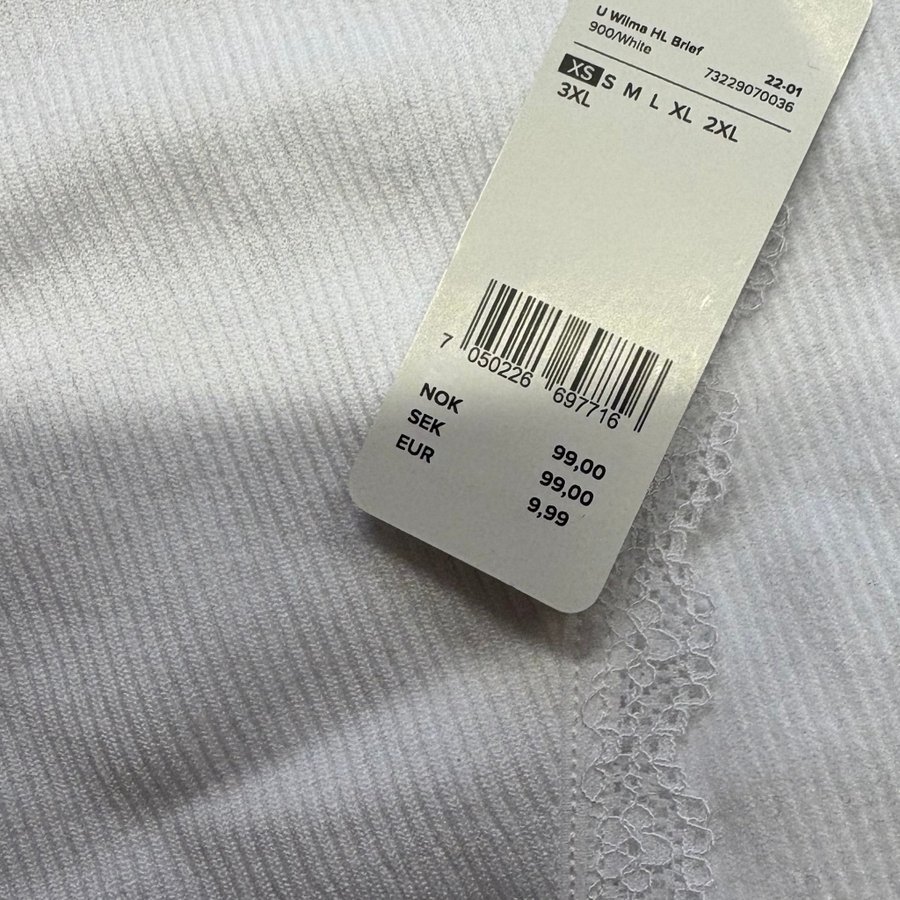 U Wilma HL Brief
900/White
22-01
73229070036
XS S M L XL 2XL
3XL
7 050226 697716
NOK 99,00
SEK 99,00
EUR 9,99